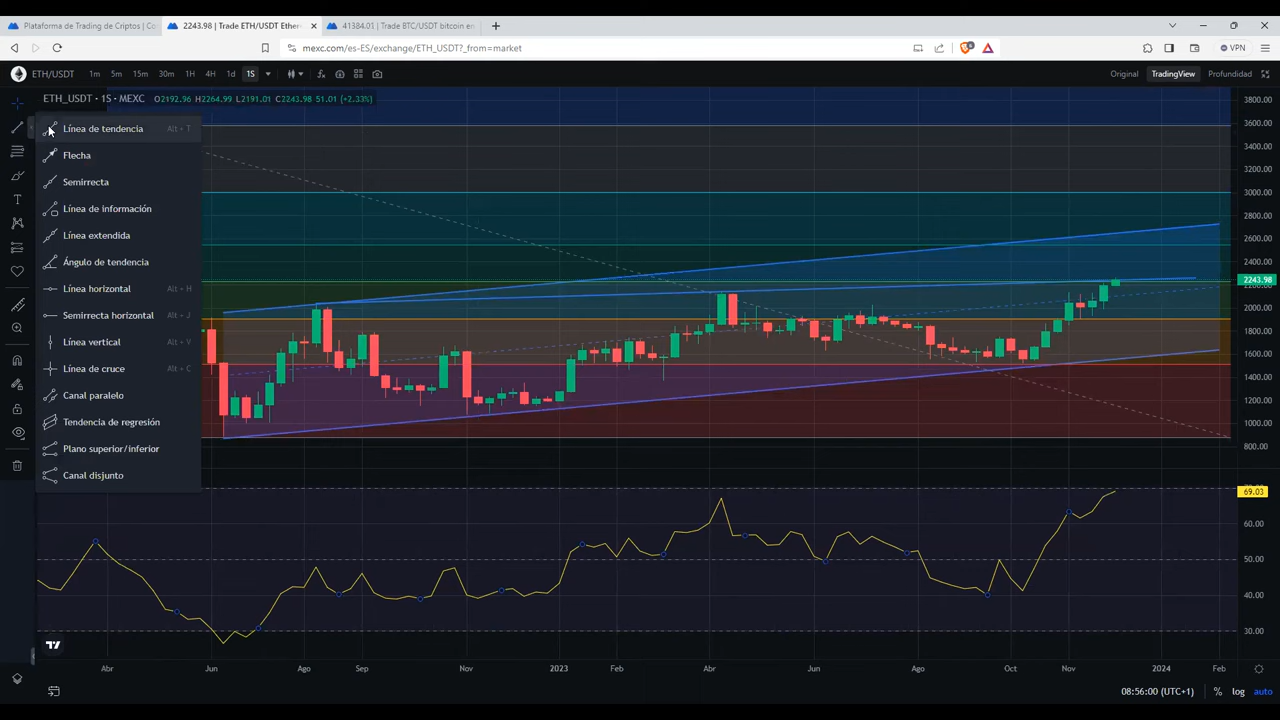 Plataforma de Trading de Criptos | Co
2243.98 | Trade ETH/USDT Ether
41384.01 | Trade BTC/USDT bitcoin en
mexc.com/es-ES/exchange/ETH_USDT?_from=market
VPN
ETH/USDT 1m 5m 15m 30m 1H 4H 1d 1S
Original TradingView Profundidad
ETH_USDT · 1S · MEXC O2192.96 H2264.99 L2191.01 C2243.98 51.01 (+2.33%)
Línea de tendencia Alt + T
Flecha
Semirrecta
Línea de información
Línea extendida
Ángulo de tendencia
Línea horizontal Alt + H
Semirrecta horizontal Alt + J
Línea vertical Alt + V
Línea de cruce Alt + C
Canal paralelo
Tendencia de regresión
Plano superior/inferior
Canal disjunto
3800.00
3600.00
3400.00
3200.00
3000.00
2800.00
2600.00
2400.00
2243.98
2000.00
1800.00
1600.00
1400.00
1200.00
1000.00
800.00
69.03
60.00
50.00
40.00
30.00
Abr Jun Ago Sep Nov 2023 Feb Abr Jun Ago Oct Nov 2024 Feb
08:56:00 (UTC+1) % log auto